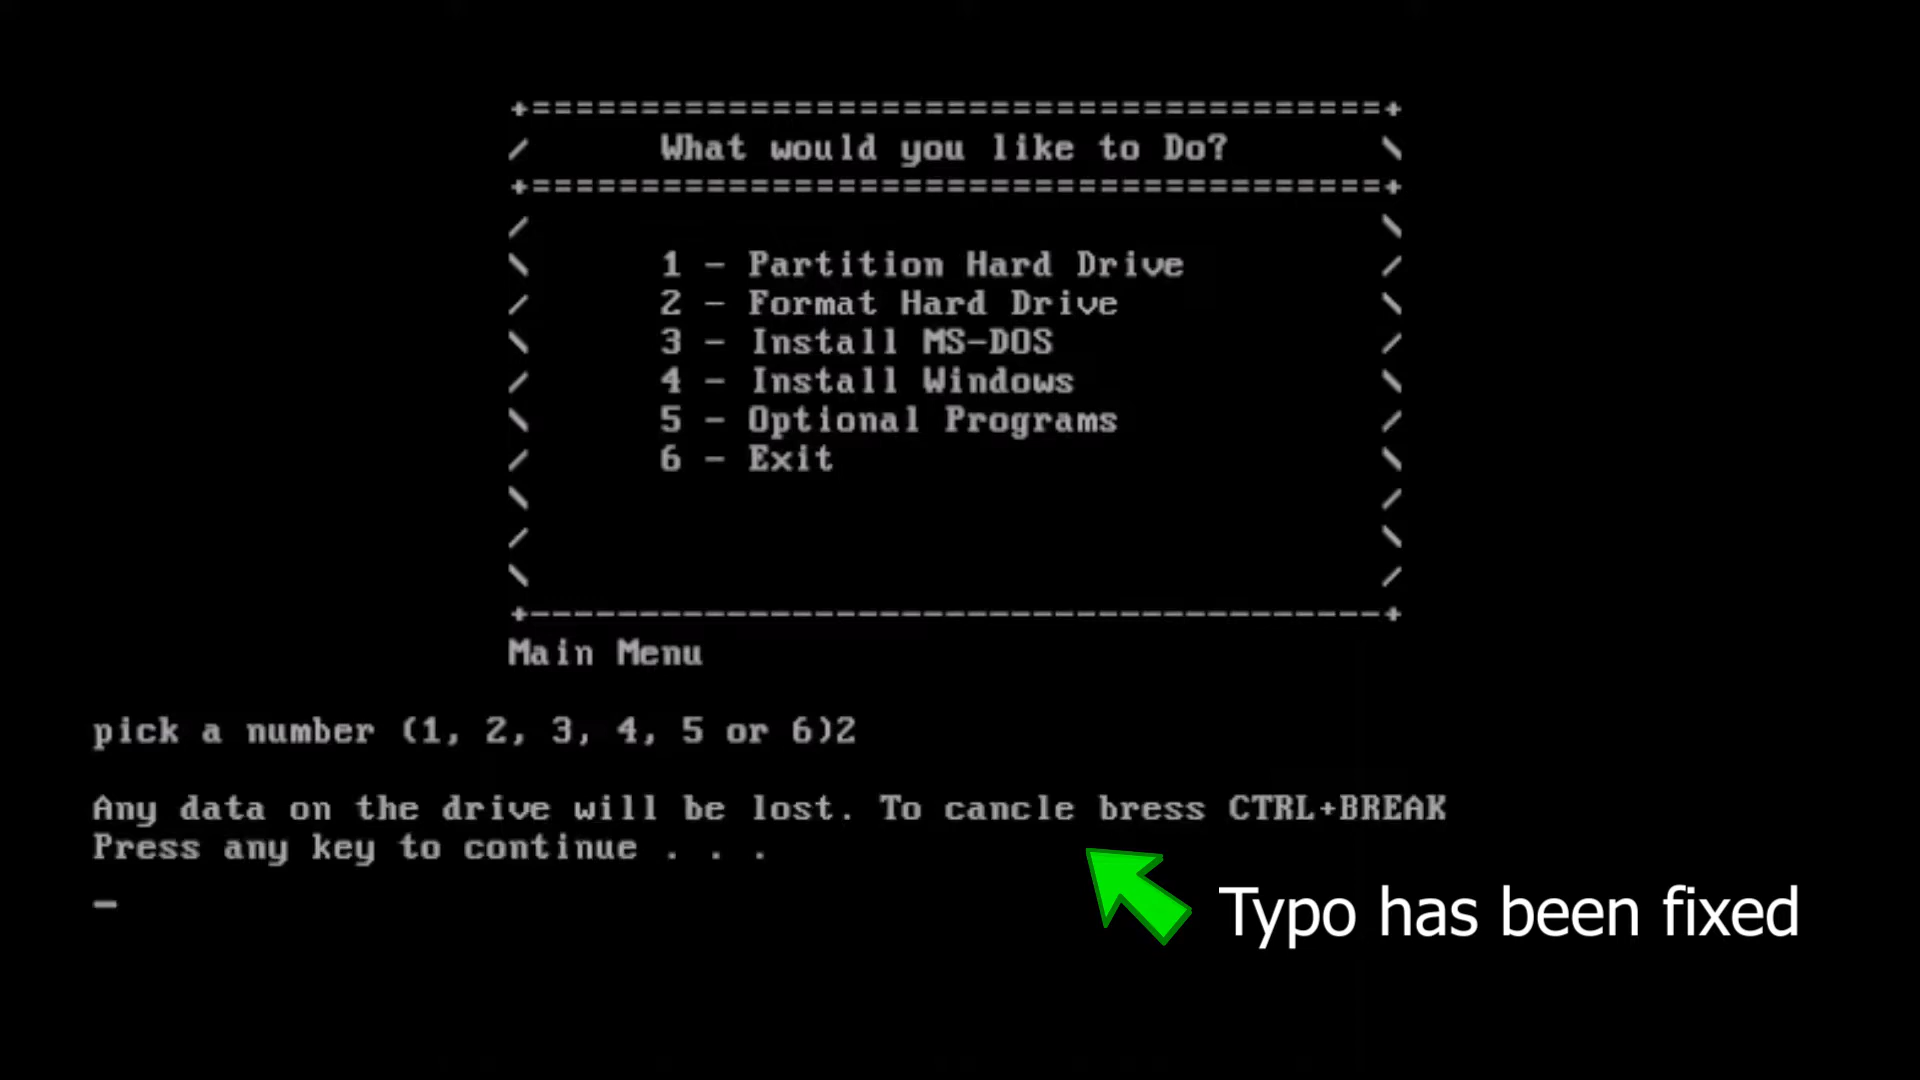 +=======================================+
/ What would you like to Do? \
+=======================================+
/ \
\ 1 - Partition Hard Drive /
/ 2 - Format Hard Drive \
\ 3 - Install MS-DOS /
/ 4 - Install Windows \
\ 5 - Optional Programs /
/ 6 - Exit \
\ /
/ \
\ /
+---------------------------------------+
Main Menu
pick a number (1, 2, 3, 4, 5 or 6)2
Any data on the drive will be lost. To cancle bress CTRL+BREAK
Press any key to continue . . .
_
Typo has been fixed